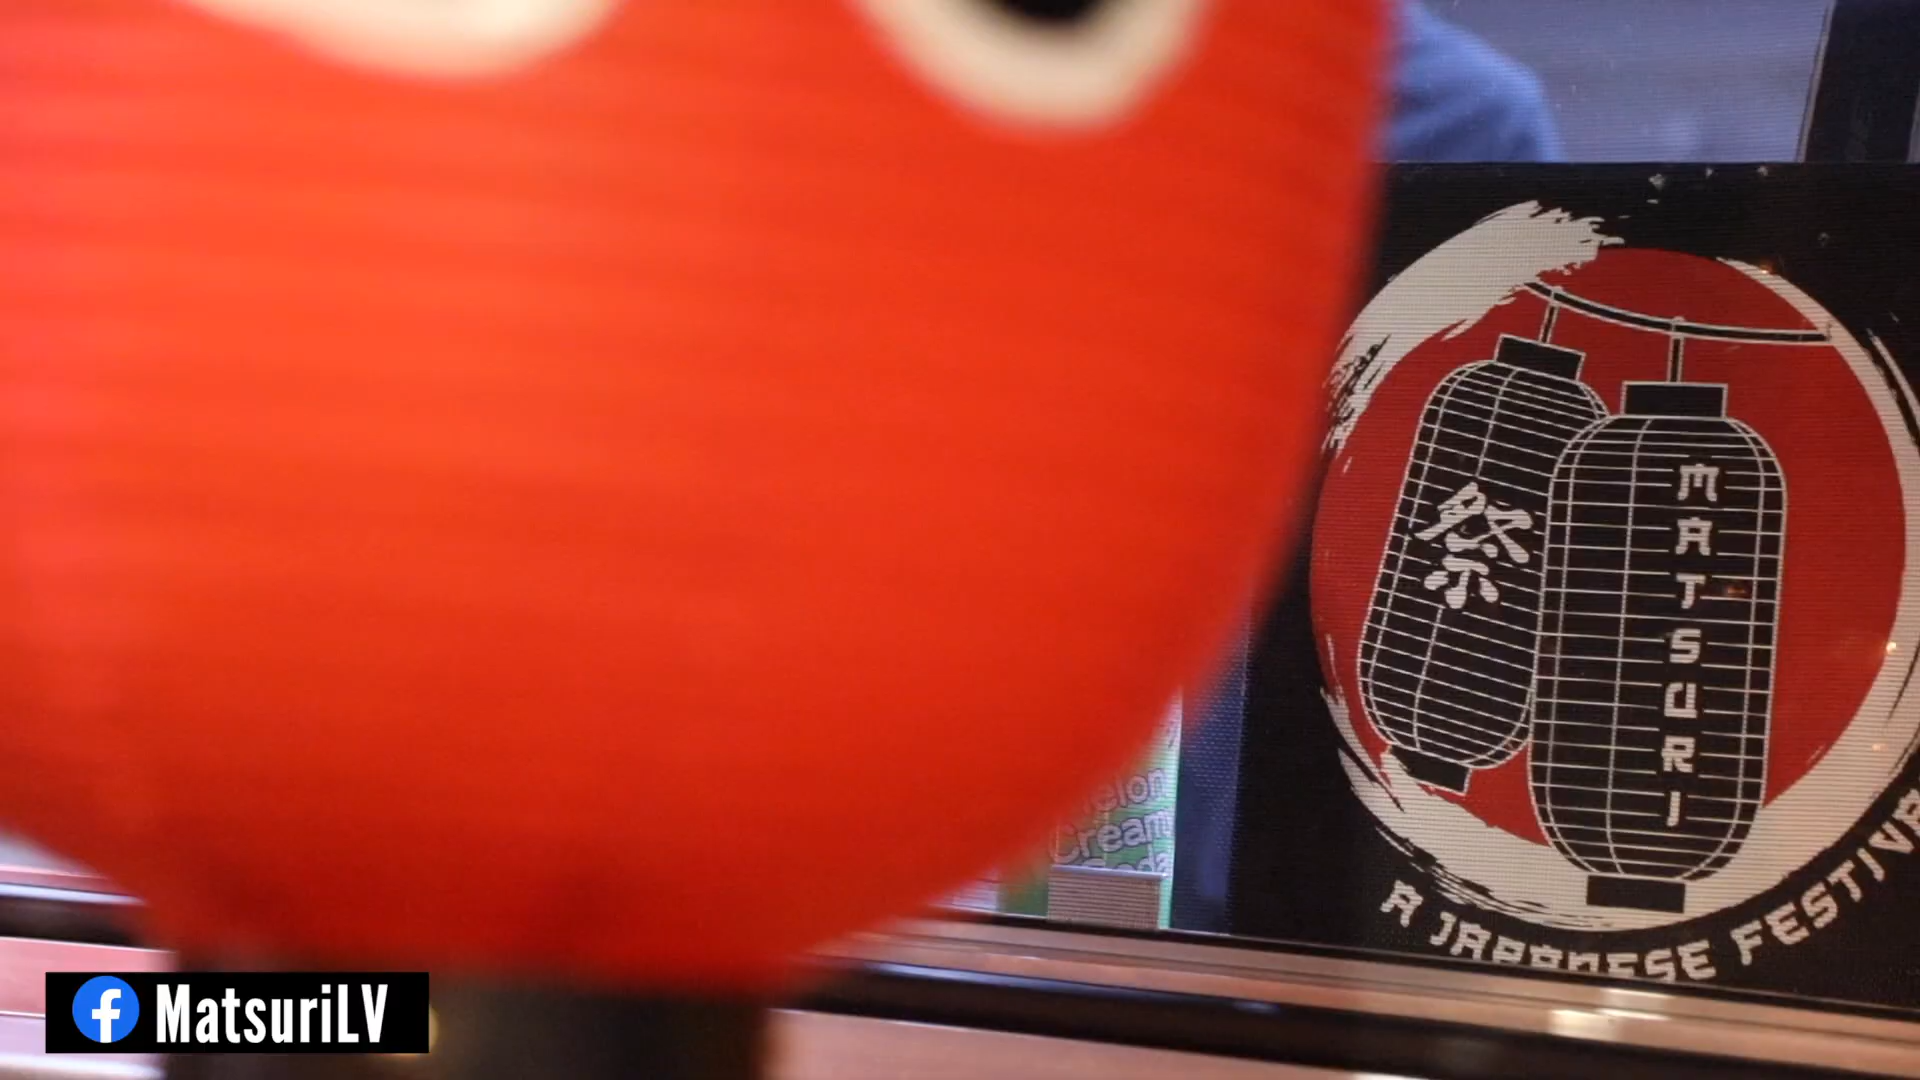 祭
MATSURI
A JAPANESE FESTIVA
Cream
MatsuriLV